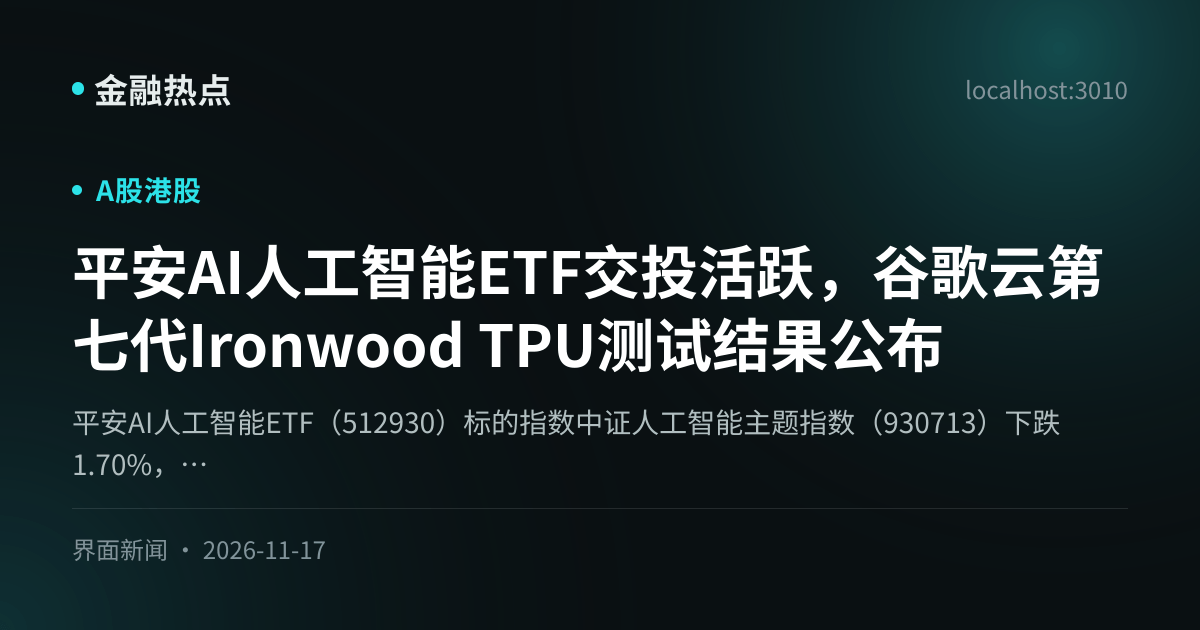 金融热点
localhost:3010
A股港股
平安AI人工智能ETF交投活跃，谷歌云第
七代Ironwood TPU测试结果公布
平安AI人工智能ETF（512930）标的指数中证人工智能主题指数（930713）下跌
1.70%，…
界面新闻 · 2026-11-17